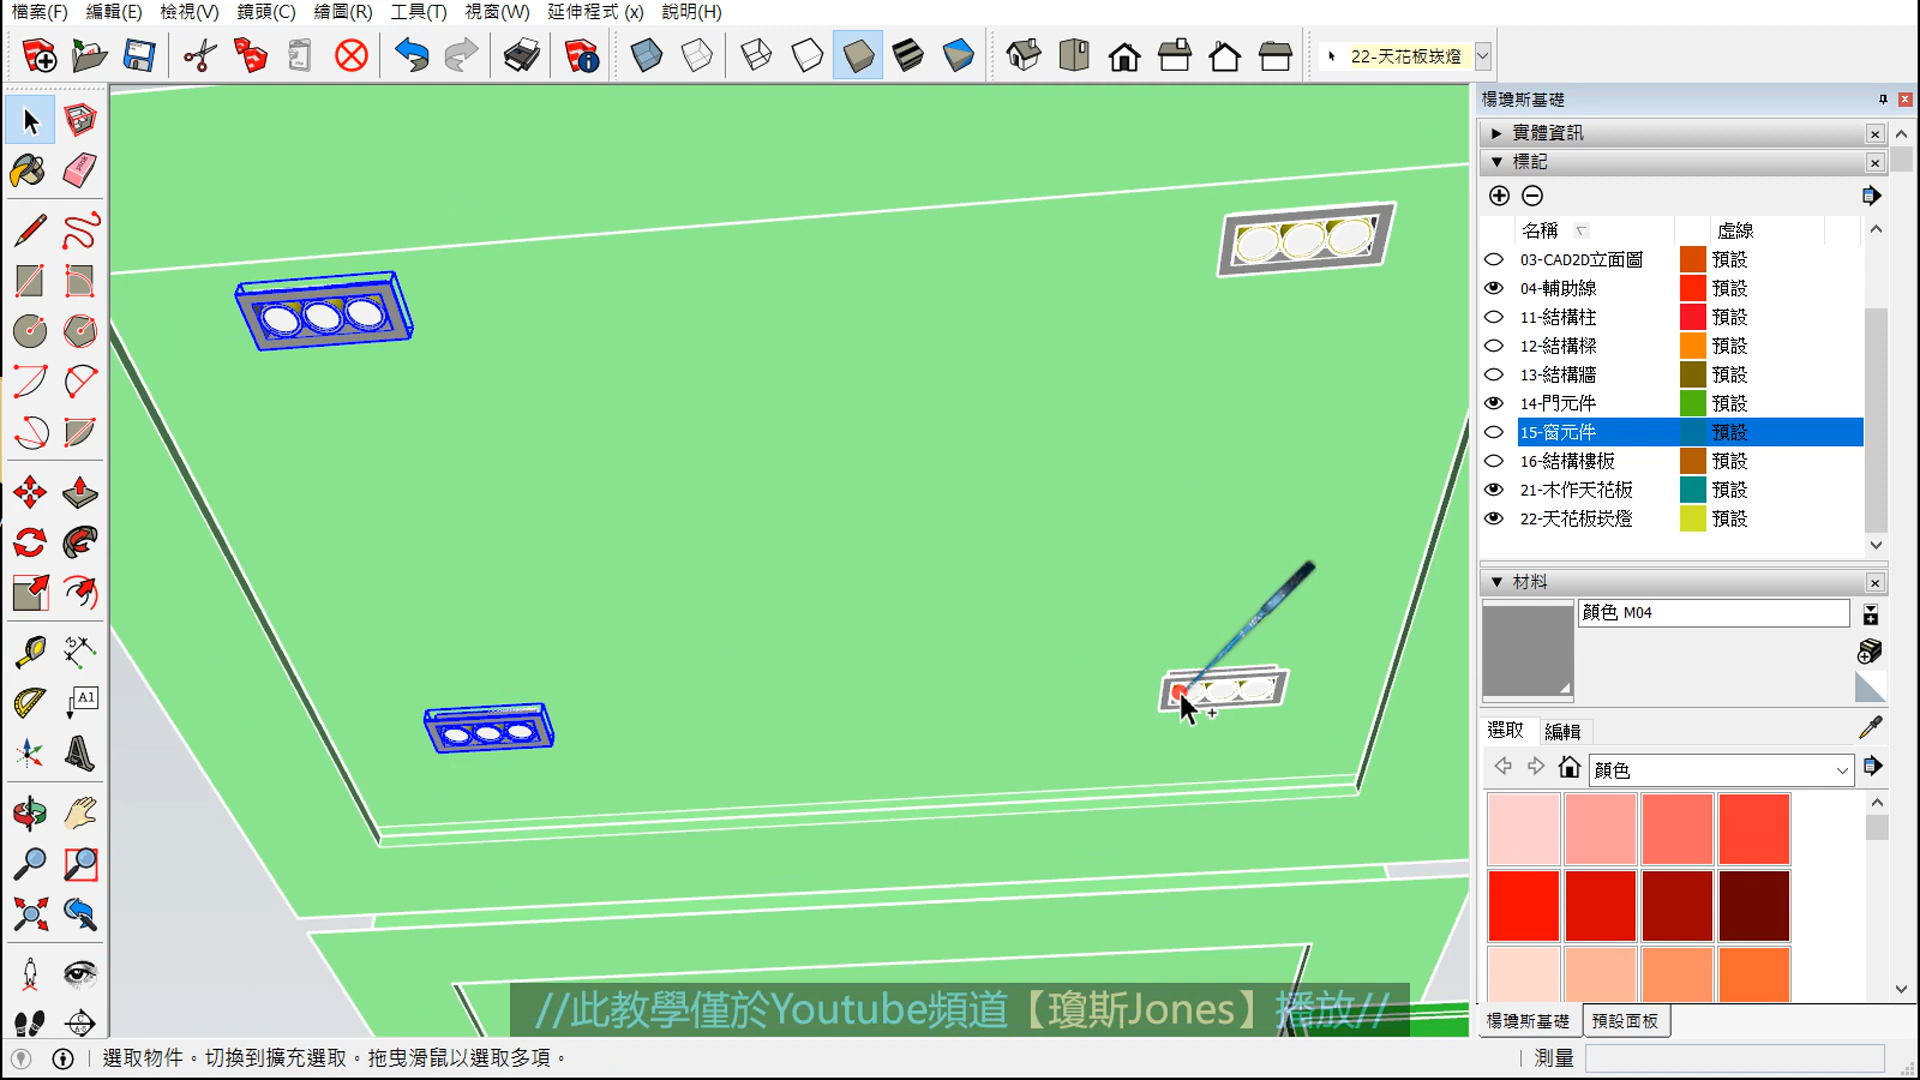 檔案(F) 編輯(E) 檢視(V) 鏡頭(C) 繪圖(R) 工具(T) 視窗(W) 延伸程式 (x) 說明(H)
22-天花板崁燈
楊瓊斯基礎
實體資訊
標記
名稱 虛線
03-CAD2D立面圖 預設
04-輔助線 預設
11-結構柱 預設
12-結構樑 預設
13-結構牆 預設
14-門元件 預設
15-窗元件 預設
16-結構樓板 預設
21-木作天花板 預設
22-天花板崁燈 預設
材料
顏色 M04
A1
選取 編輯
顏色
//此教學僅於Youtube頻道【瓊斯Jones】播放//
楊瓊斯基礎 預設面板
選取物件。切換到擴充選取。拖曳滑鼠以選取多項。
測量